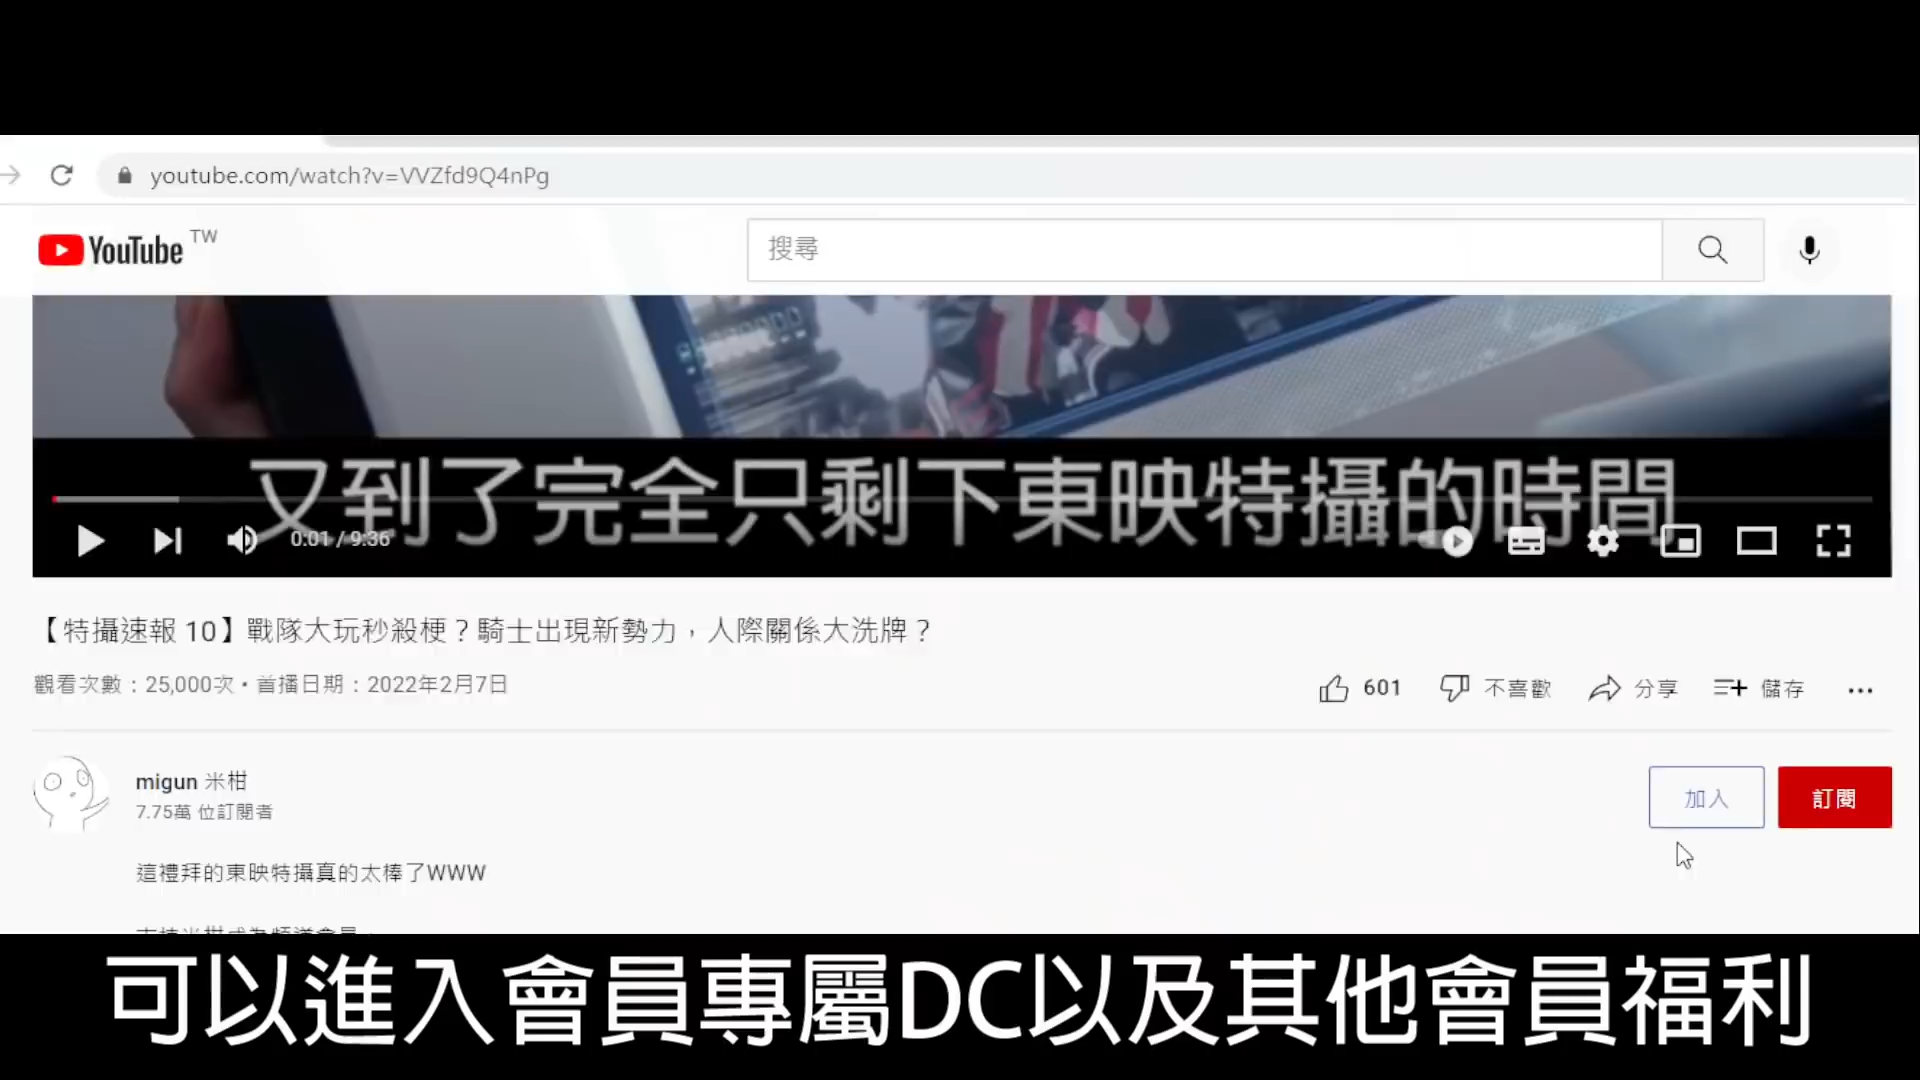 youtube.com/watch?v=VVZfd9Q4nPg
YouTube TW
搜尋
又到了完全只剩下東映特攝的時間
0:01 / 9:36
【特攝速報 10】戰隊大玩秒殺梗？騎士出現新勢力，人際關係大洗牌？
觀看次數：25,000次 • 首播日期：2022年2月7日
601 不喜歡 分享 儲存
migun 米柑
7.75萬 位訂閱者
加入 訂閱
這禮拜的東映特攝真的太棒了WWW
可以進入會員專屬DC以及其他會員福利